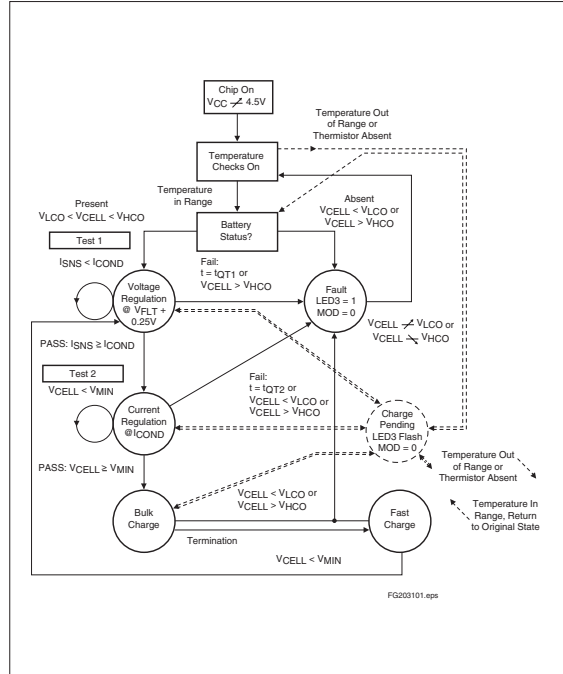 Chip On
VCC ↗ 4.5V
Temperature Out
of Range or
Thermistor Absent
Temperature
Checks On
Temperature
in Range
Present
VLCO < VCELL < VHCO
Battery
Status?
Absent
VCELL < VLCO or
VCELL > VHCO
Test 1
ISNS < ICOND
Fail:
t = tQT1 or
VCELL > VHCO
Voltage
Regulation
@ VFLT +
0.25V
Fault
LED3 = 1
MOD = 0
VCELL ↗ VLCO or
VCELL ↘ VHCO
PASS: ISNS ≥ ICOND
Test 2
VCELL < VMIN
Fail:
t = tQT2 or
VCELL < VLCO or
VCELL > VHCO
Current
Regulation
@ICOND
Charge
Pending
LED3 Flash
MOD = 0
Temperature Out
of Range or
Thermistor Absent
PASS: VCELL ≥ VMIN
VCELL < VLCO or
VCELL > VHCO
Temperature In
Range, Return
to Original State
Bulk
Charge
Fast
Charge
Termination
VCELL < VMIN
FG203101.eps